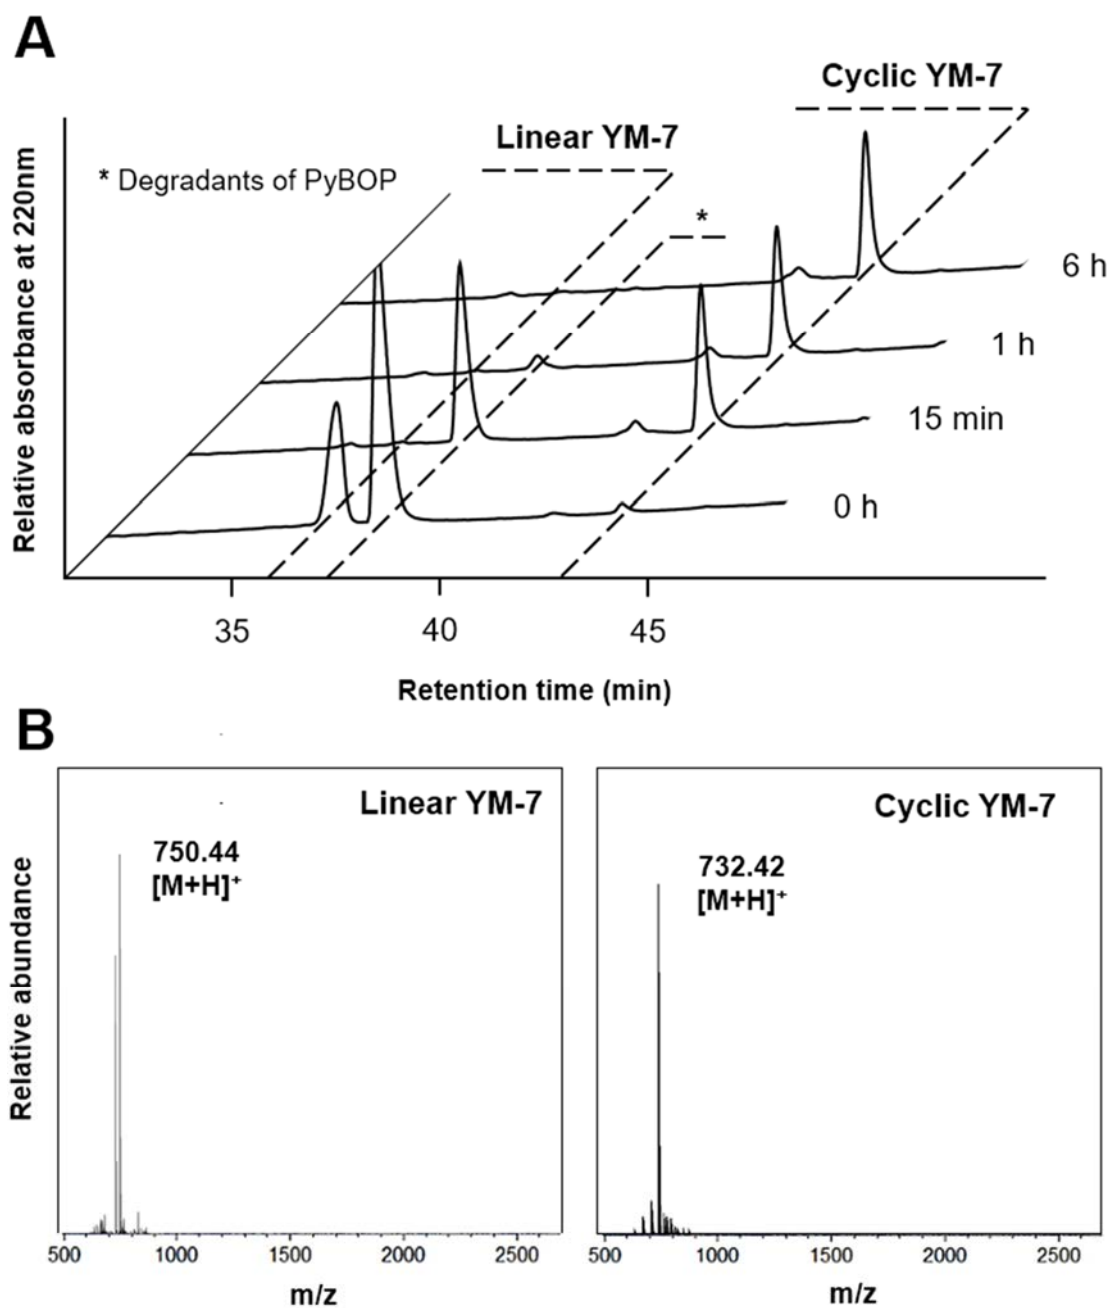 A
Cyclic YM-7
Linear YM-7
* Degradants of PyBOP
*
6 h
1 h
15 min
0 h
Relative absorbance at 220nm
35 40 45
Retention time (min)
B
Linear YM-7
750.44
[M+H]+
Cyclic YM-7
732.42
[M+H]+
Relative abundance
500 1000 1500 2000 2500
500 1000 1500 2000 2500
m/z
m/z